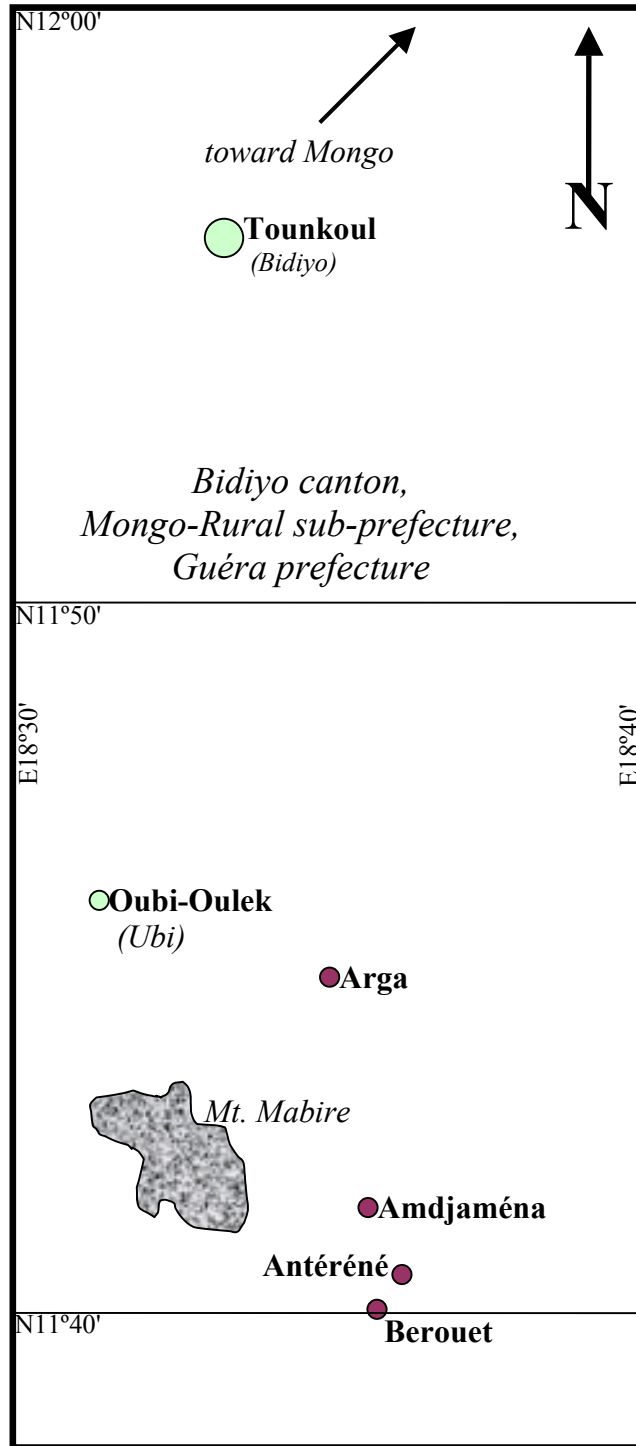 N12º00'
toward Mongo
N
Tounkoul
(Bidiyo)
Bidiyo canton,
Mongo-Rural sub-prefecture,
Guéra prefecture
N11º50'
E18º30'
E18º40'
Oubi-Oulek
(Ubi)
Arga
Mt. Mabire
Amdjaména
Antéréné
N11º40'
Berouet